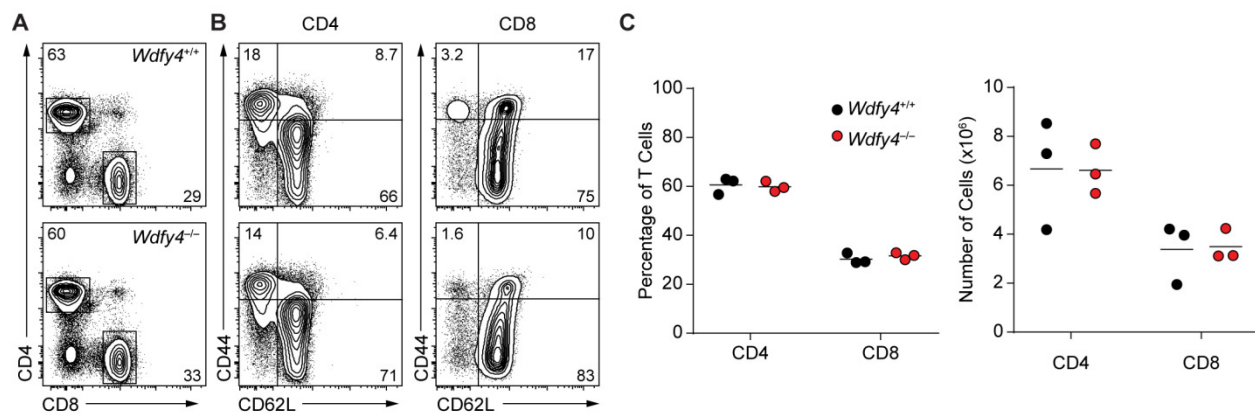 A
B
C
CD4
CD8
63
Wdfy4+/+
29
18
8.7
66
3.2
17
75
60
Wdfy4–/–
33
14
6.4
71
1.6
10
83
CD4
CD8
CD44
CD62L
CD44
CD62L
Percentage of T Cells
100
80
60
40
20
0
CD4
CD8
Wdfy4+/+
Wdfy4–/–
Number of Cells (x10⁶)
10
8
6
4
2
0
CD4
CD8